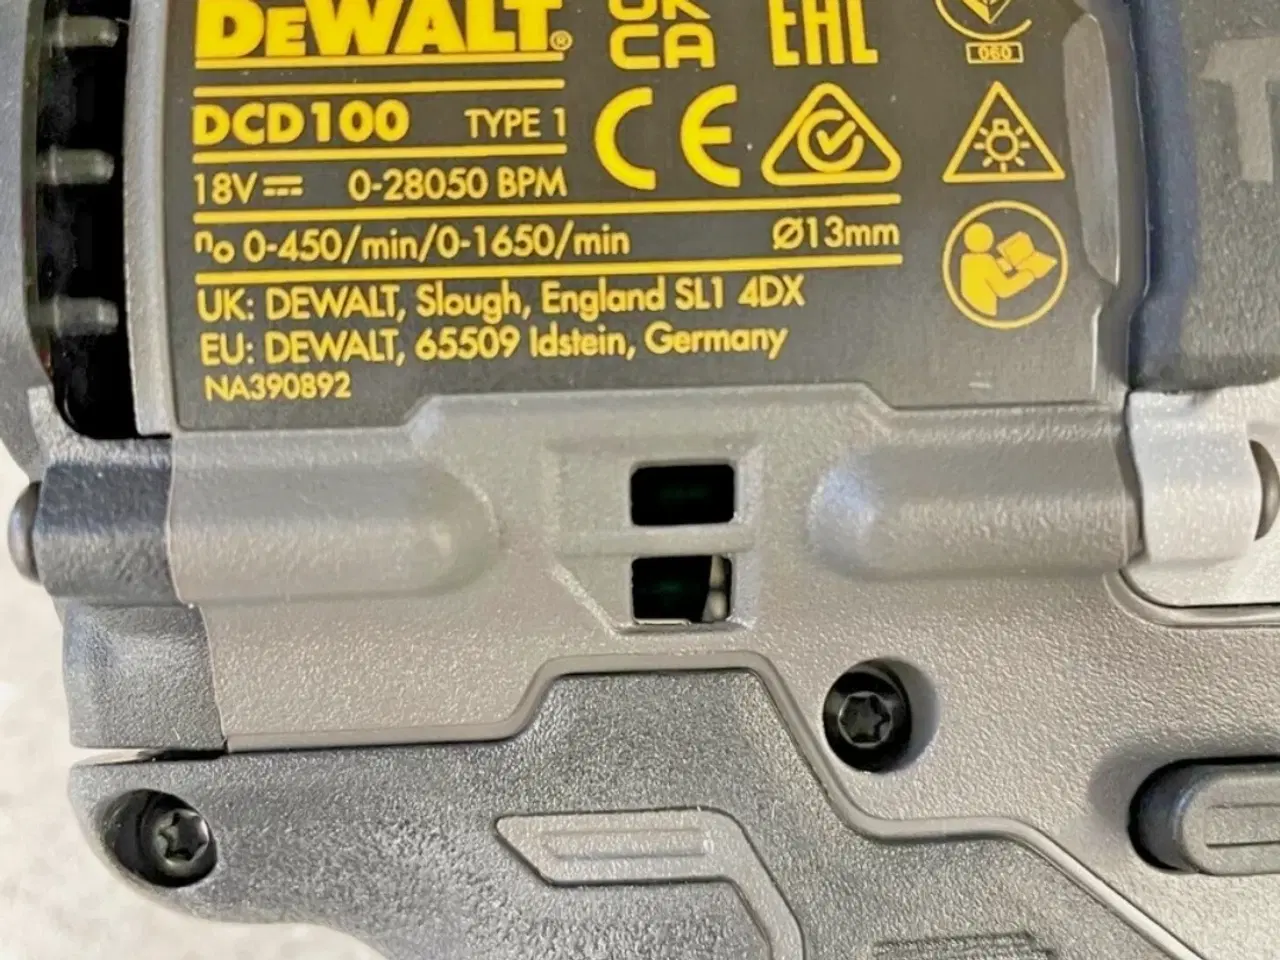 DEWALT®
UK
CA
EAC
060
DCD100 TYPE 1
CE
18V 0-28050 BPM
n₀ 0-450/min/0-1650/min Ø13mm
UK: DEWALT, Slough, England SL1 4DX
EU: DEWALT, 65509 Idstein, Germany
NA390892